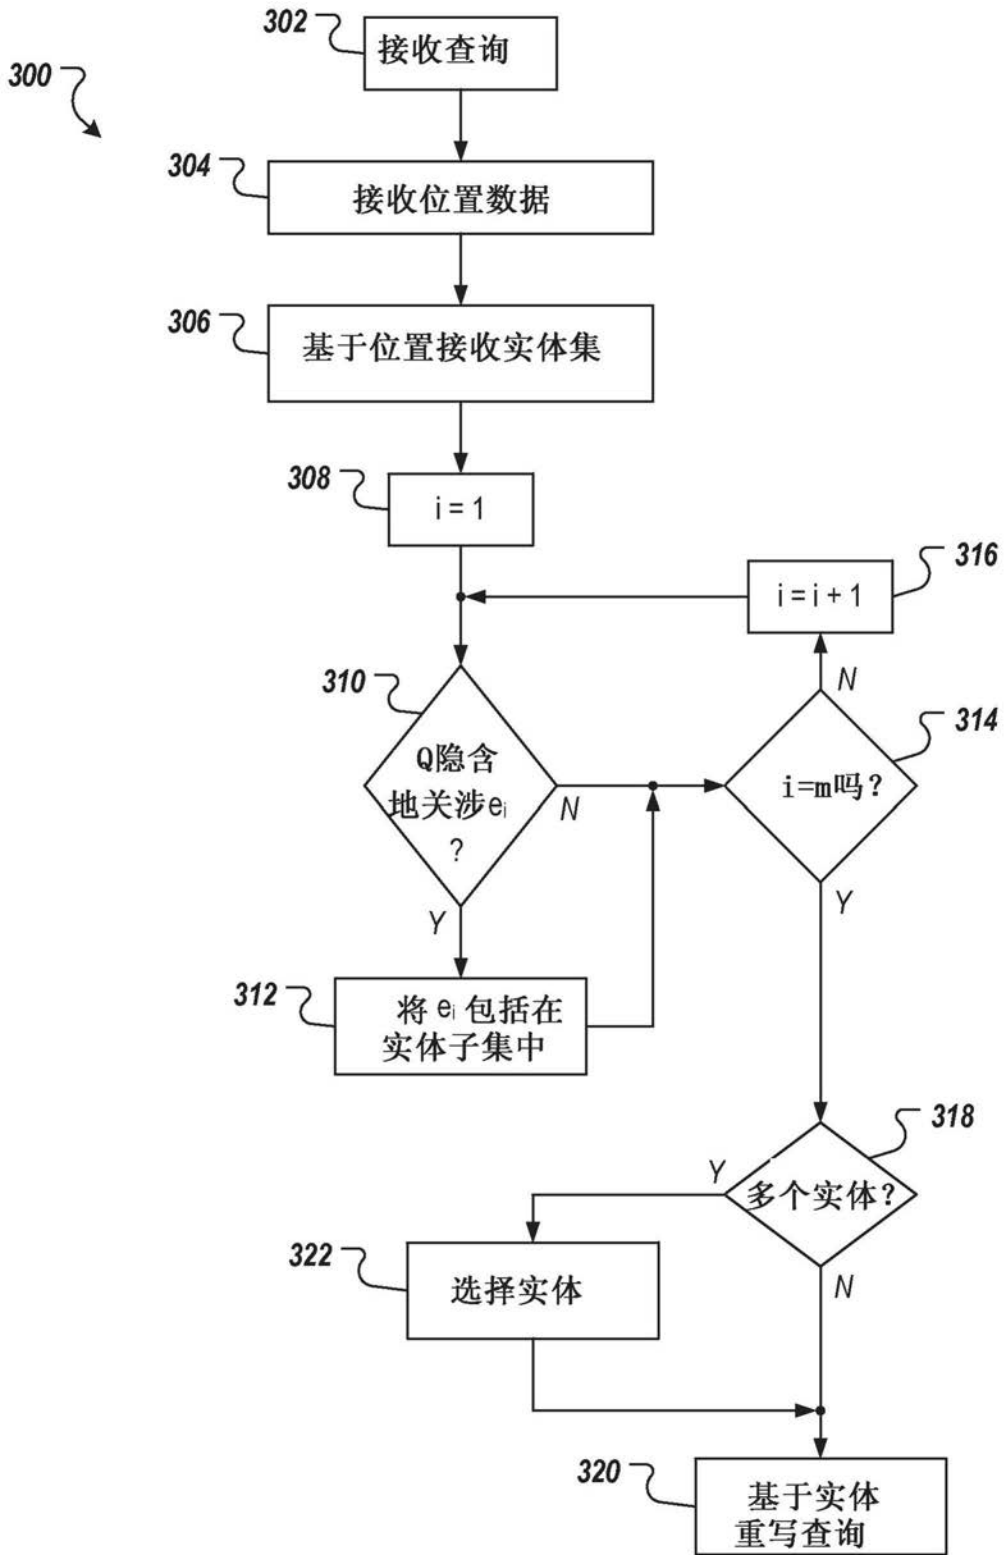 302
接收查询
300
304
接收位置数据
306
基于位置接收实体集
308
i = 1
316
i = i + 1
310
N
314
Q隐含
地关涉eᵢ
?
N
i=m吗?
Y
Y
312
将 eᵢ 包括在
实体子集中
318
Y
多个实体?
322
选择实体
N
320
基于实体
重写查询